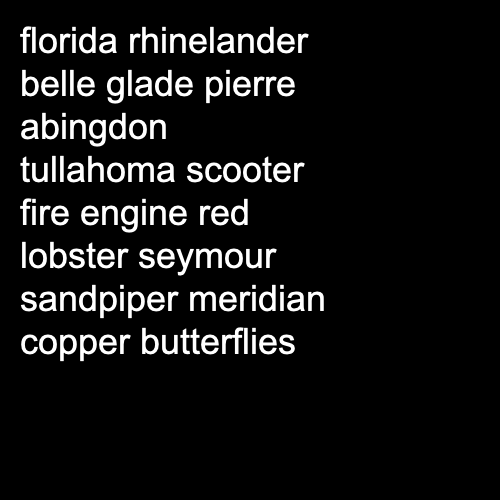 florida rhinelander
belle glade pierre
abingdon
tullahoma scooter
fire engine red
lobster seymour
sandpiper meridian
copper butterflies